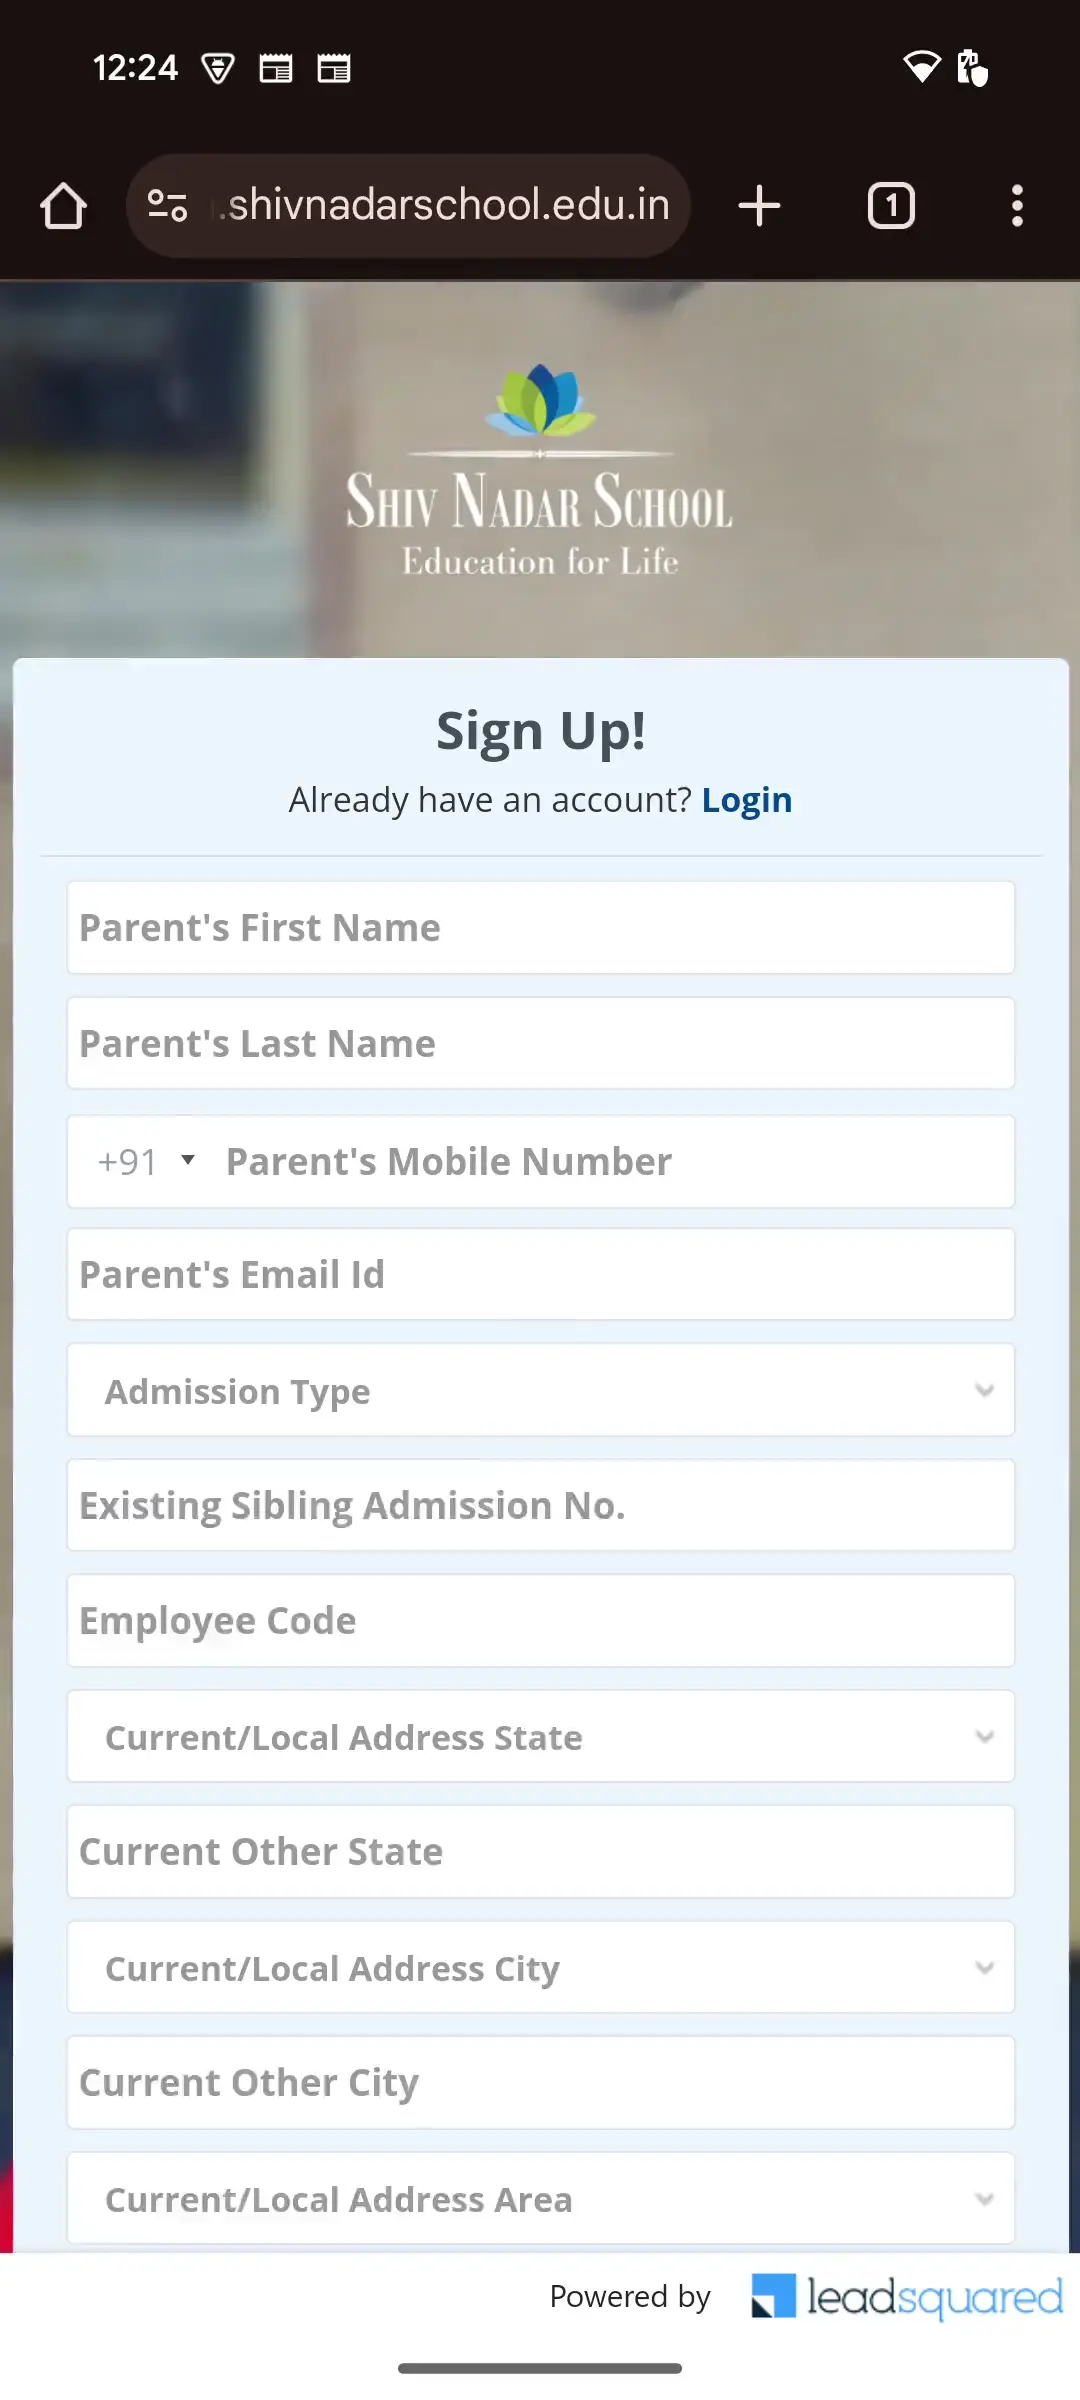 12:24
.shivnadarschool.edu.in
1
SHIV NADAR SCHOOL
Education for Life
Sign Up!
Already have an account? Login
Parent's First Name
Parent's Last Name
+91 Parent's Mobile Number
Parent's Email Id
Admission Type
Existing Sibling Admission No.
Employee Code
Current/Local Address State
Current Other State
Current/Local Address City
Current Other City
Current/Local Address Area
Powered by leadsquared